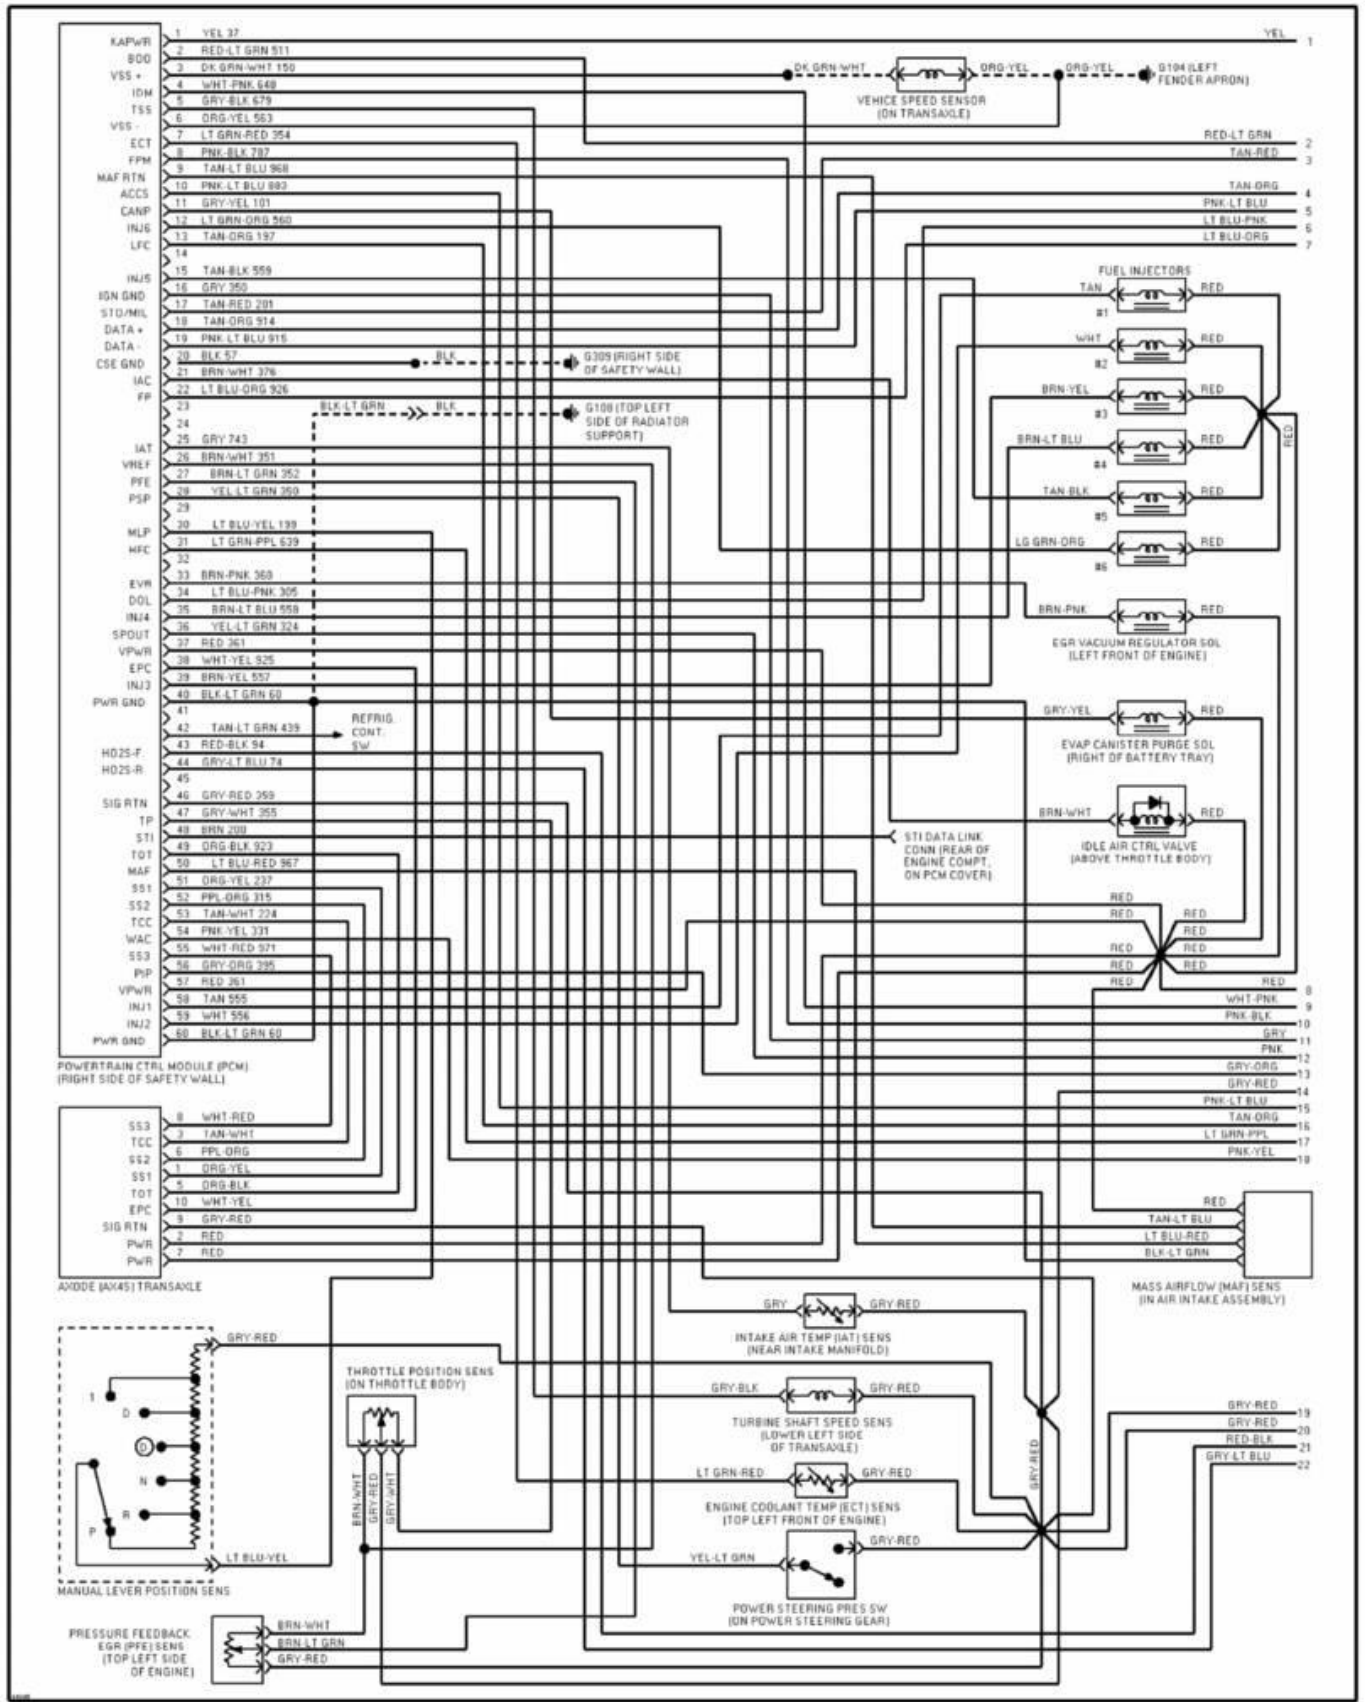 KAPWR 1 YEL 37 YEL 1
BOO 2 RED-LT GRN 511
VSS + 3 DK GRN-WHT 150 DK GRN-WHT ORG-YEL ORG-YEL G104 (LEFT
FENDER APRON)
IDM 4 WHT-PNK 648
VEHICE SPEED SENSOR
(ON TRANSAXLE)
TSS 5 GRY-BLK 679
VSS - 6 ORG-YEL 563
ECT 7 LT GRN-RED 354 RED-LT GRN 2
FPM 8 PNK-BLK 787 TAN-RED 3
MAF RTN 9 TAN-LT BLU 968
ACCS 10 PNK-LT BLU 883 TAN-ORG 4
CANP 11 GRY-YEL 101 PNK-LT BLU 5
INJ6 12 LT GRN-ORG 560 LT BLU-PNK 6
LFC 13 TAN-ORG 197 LT BLU-ORG 7
14
FUEL INJECTORS
INJ5 15 TAN-BLK 559
IGN GND 16 GRY 350 TAN RED
#1
STO/MIL 17 TAN-RED 201
DATA + 18 TAN-ORG 914
DATA - 19 PNK-LT BLU 915 WHT RED
#2
CSE GND 20 BLK 57 BLK G309 (RIGHT SIDE
OF SAFETY WALL)
IAC 21 BRN-WHT 376
FP 22 LT BLU-ORG 926 BRN-YEL RED
#3
23 BLK-LT GRN BLK G108 (TOP LEFT
SIDE OF RADIATOR
SUPPORT)
24
RED
IAT 25 GRY 743 BRN-LT BLU RED
#4
VREF 26 BRN-WHT 351
PFE 27 BRN-LT GRN 352
PSP 28 YEL-LT GRN 350 TAN-BLK RED
#5
29
MLP 30 LT BLU-YEL 199
HFC 31 LT GRN-PPL 639 LG GRN-ORG RED
#6
32
EVR 33 BRN-PNK 360
DOL 34 LT BLU-PNK 305
INJ4 35 BRN-LT BLU 558 BRN-PNK RED
SPOUT 36 YEL-LT GRN 324
EGR VACUUM REGULATOR SOL
(LEFT FRONT OF ENGINE)
VPWR 37 RED 361
EPC 38 WHT-YEL 925
INJ3 39 BRN-YEL 557
PWR GND 40 BLK-LT GRN 60
41 GRY-YEL RED
42 TAN-LT GRN 439 REFRIG.
CONT.
SW
EVAP CANISTER PURGE SOL
(RIGHT OF BATTERY TRAY)
HO2S-F 43 RED-BLK 94
HO2S-R 44 GRY-LT BLU 74
45
SIG RTN 46 GRY-RED 359
TP 47 GRY-WHT 355 BRN-WHT RED
STI 48 BRN 200 STI DATA LINK
CONN (REAR OF
ENGINE COMPT,
ON PCM COVER)
IDLE AIR CTRL VALVE
(ABOVE THROTTLE BODY)
TOT 49 ORG-BLK 923
MAF 50 LT BLU-RED 967
SS1 51 ORG-YEL 237
SS2 52 PPL-ORG 315 RED
TCC 53 TAN-WHT 224 RED RED
WAC 54 PNK-YEL 331 RED
SS3 55 WHT-RED 971 RED RED
PIP 56 GRY-ORG 395 RED RED
VPWR 57 RED 361 RED RED 8
INJ1 58 TAN 555 WHT-PNK 9
INJ2 59 WHT 556 PNK-BLK 10
PWR GND 60 BLK-LT GRN 60 GRY 11
PNK 12
POWERTRAIN CTRL MODULE (PCM)
(RIGHT SIDE OF SAFETY WALL)
GRY-ORG 13
GRY-RED 14
PNK-LT BLU 15
SS3 8 WHT-RED TAN-ORG 16
TCC 3 TAN-WHT LT GRN-PPL 17
SS2 6 PPL-ORG PNK-YEL 18
SS1 1 ORG-YEL
TOT 5 ORG-BLK
EPC 10 WHT-YEL RED
SIG RTN 9 GRY-RED TAN-LT BLU
PWR 2 RED LT BLU-RED
PWR 7 RED BLK-LT GRN
AXODE (AX4S) TRANSAXLE
MASS AIRFLOW (MAF) SENS
(IN AIR INTAKE ASSEMBLY)
GRY GRY-RED
INTAKE AIR TEMP (IAT) SENS
(NEAR INTAKE MANIFOLD)
GRY-RED
THROTTLE POSITION SENS
(ON THROTTLE BODY)
1
D
D
N
R
P
GRY-BLK GRY-RED
TURBINE SHAFT SPEED SENS
(LOWER LEFT SIDE
OF TRANSAXLE)
GRY-RED 19
GRY-RED 20
RED-BLK 21
GRY-LT BLU 22
GRY-RED
BRN-WHT
GRY-RED
GRY-WHT
LT GRN-RED GRY-RED
ENGINE COOLANT TEMP (ECT) SENS
(TOP LEFT FRONT OF ENGINE)
GRY-RED
LT BLU-YEL YEL-LT GRN
MANUAL LEVER POSITION SENS
POWER STEERING PRES SW
(ON POWER STEERING GEAR)
PRESSURE FEEDBACK
EGR (PFE) SENS
(TOP LEFT SIDE
OF ENGINE)
BRN-WHT
BRN-LT GRN
GRY-RED